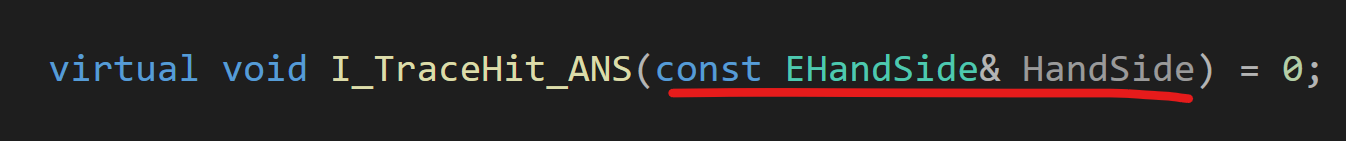 virtual void I_TraceHit_ANS(const EHandSide& HandSide) = 0;